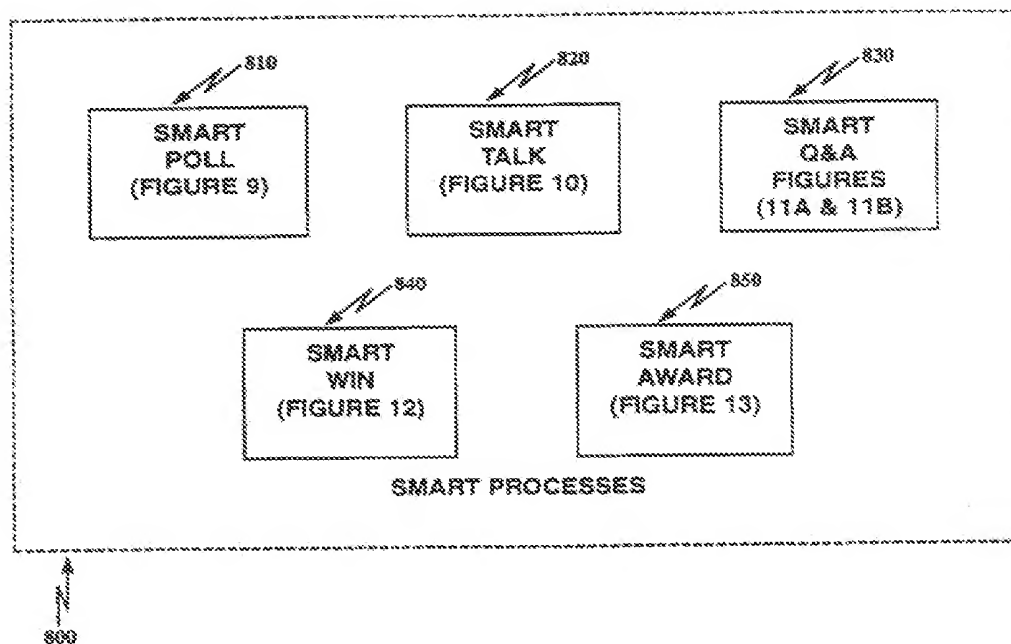 810
820
830
SMART
POLL
(FIGURE 9)
SMART
TALK
(FIGURE 10)
SMART
Q&A
FIGURES
(11A & 11B)
840
850
SMART
WIN
(FIGURE 12)
SMART
AWARD
(FIGURE 13)
SMART PROCESSES
800